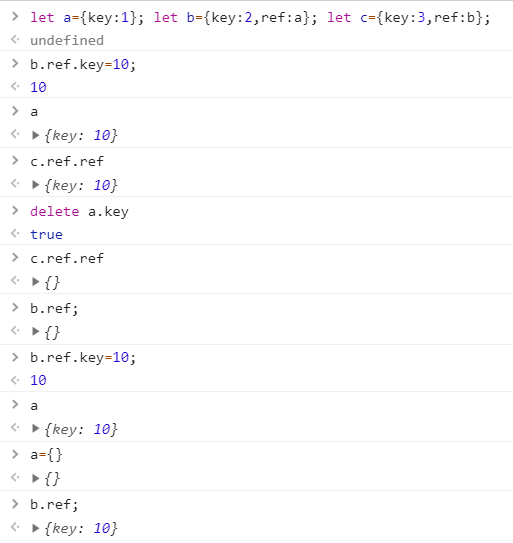 let a={key:1}; let b={key:2,ref:a}; let c={key:3,ref:b};
undefined
b.ref.key=10;
10
a
{key: 10}
c.ref.ref
{key: 10}
delete a.key
true
c.ref.ref
{}
b.ref;
{}
b.ref.key=10;
10
a
{key: 10}
a={}
{}
b.ref;
{key: 10}